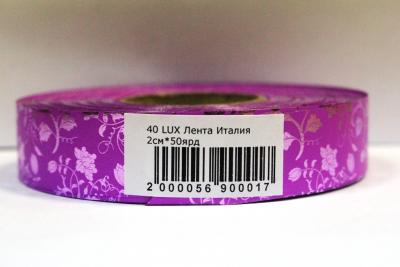 40 LUX Лента Италия
2см*50ярд
2 000056 900017